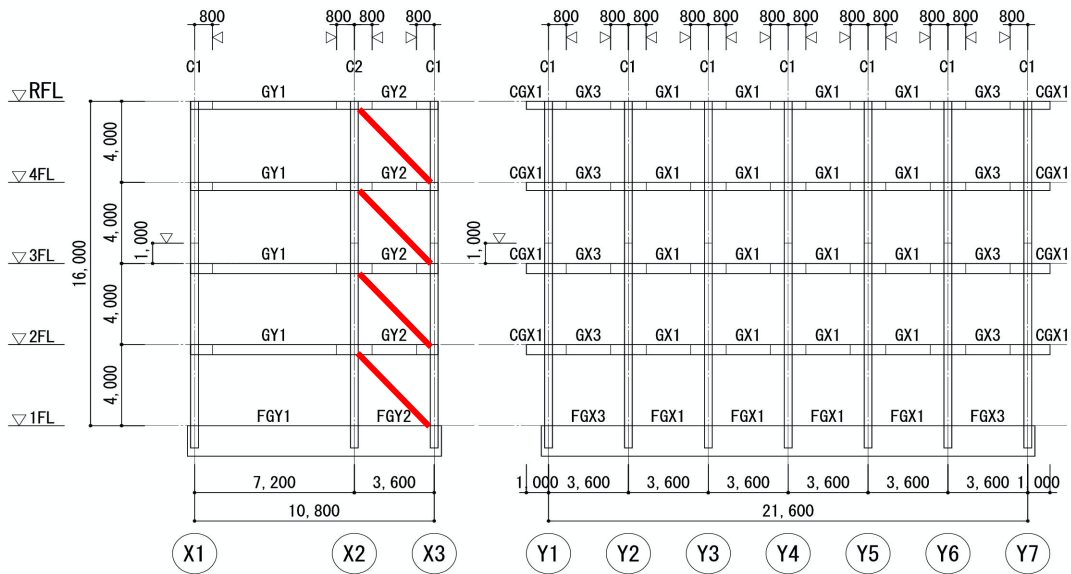 800 800 800 800 800 800 800 800 800 800 800 800 800 800 800 800
C1 C2 C1 C1 C1 C1 C1 C1 C1 C1
▽RFL GY1 GY2 CGX1 GX3 GX1 GX1 GX1 GX1 GX3 CGX1
4,000
▽4FL GY1 GY2 CGX1 GX3 GX1 GX1 GX1 GX1 GX3 CGX1
4,000
1,000 1,000
▽3FL GY1 GY2 CGX1 GX3 GX1 GX1 GX1 GX1 GX3 CGX1
16,000
4,000
▽2FL GY1 GY2 CGX1 GX3 GX1 GX1 GX1 GX1 GX3 CGX1
4,000
▽1FL FGY1 FGY2 FGX3 FGX1 FGX1 FGX1 FGX1 FGX3
7,200 3,600 1,000 3,600 3,600 3,600 3,600 3,600 3,600 1,000
10,800 21,600
X1 X2 X3 Y1 Y2 Y3 Y4 Y5 Y6 Y7